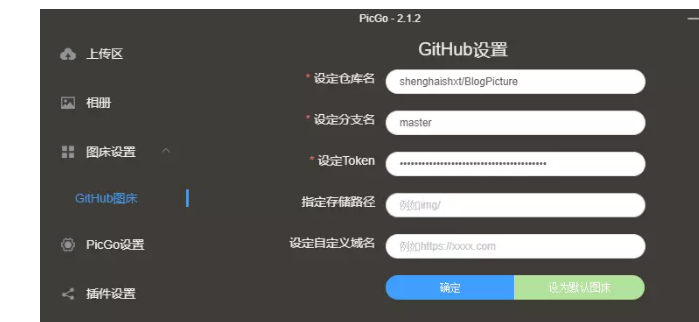 PicGo - 2.1.2
上传区
相册
图床设置
GitHub图床
PicGo设置
插件设置
GitHub设置
* 设定仓库名
shenghaishxt/BlogPicture
* 设定分支名
master
* 设定Token
••••••••••••••••••••••••••••••••••••••••
指定存储路径
例如img/
设定自定义域名
例如https://xxxx.com
确定
设为默认图床